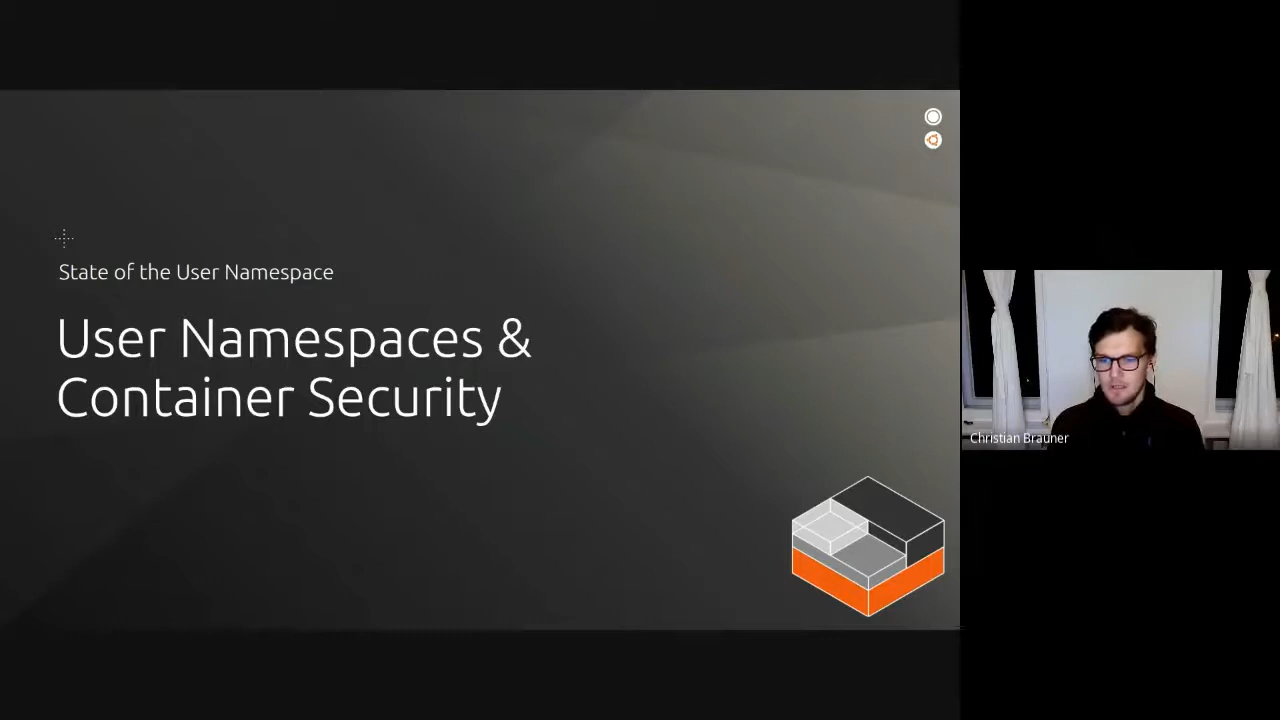 State of the User Namespace
User Namespaces &
Container Security
Christian Brauner